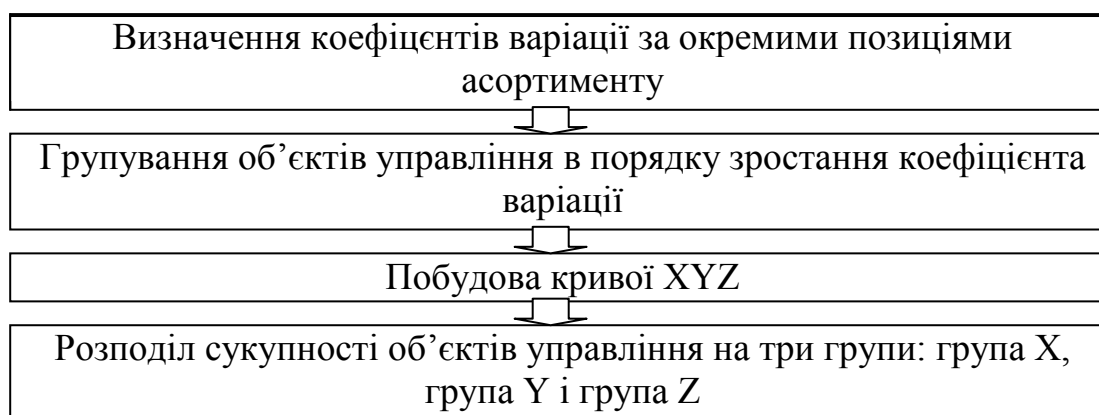 Визначення коефіцєнтів варіації за окремими позиціями
асортименту
Групування об’єктів управління в порядку зростання коефіцієнта
варіації
Побудова кривої XYZ
Розподіл сукупності об’єктів управління на три групи: група X,
група Y і група Z